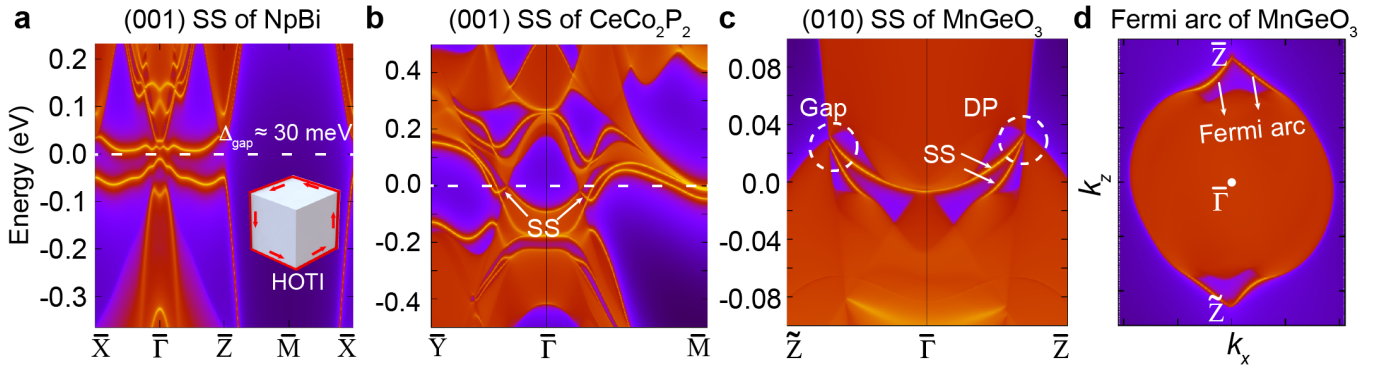 a (001) SS of NpBi
Energy (eV)
0.2
0.1
0.0
-0.1
-0.2
-0.3
Δgap ≈ 30 meV
HOTI
X̅ Γ̅ Z̅ M̅ X̅
b (001) SS of CeCo₂P₂
0.4
0.2
0.0
-0.2
-0.4
SS
Y̅ Γ̅ M̅
c (010) SS of MnGeO₃
0.08
0.04
0.0
-0.04
-0.08
Gap
DP
SS
Z̃ Γ̅ Z̅
d Fermi arc of MnGeO₃
Z̅
Fermi arc
Γ̅
Z̃
kz
kx